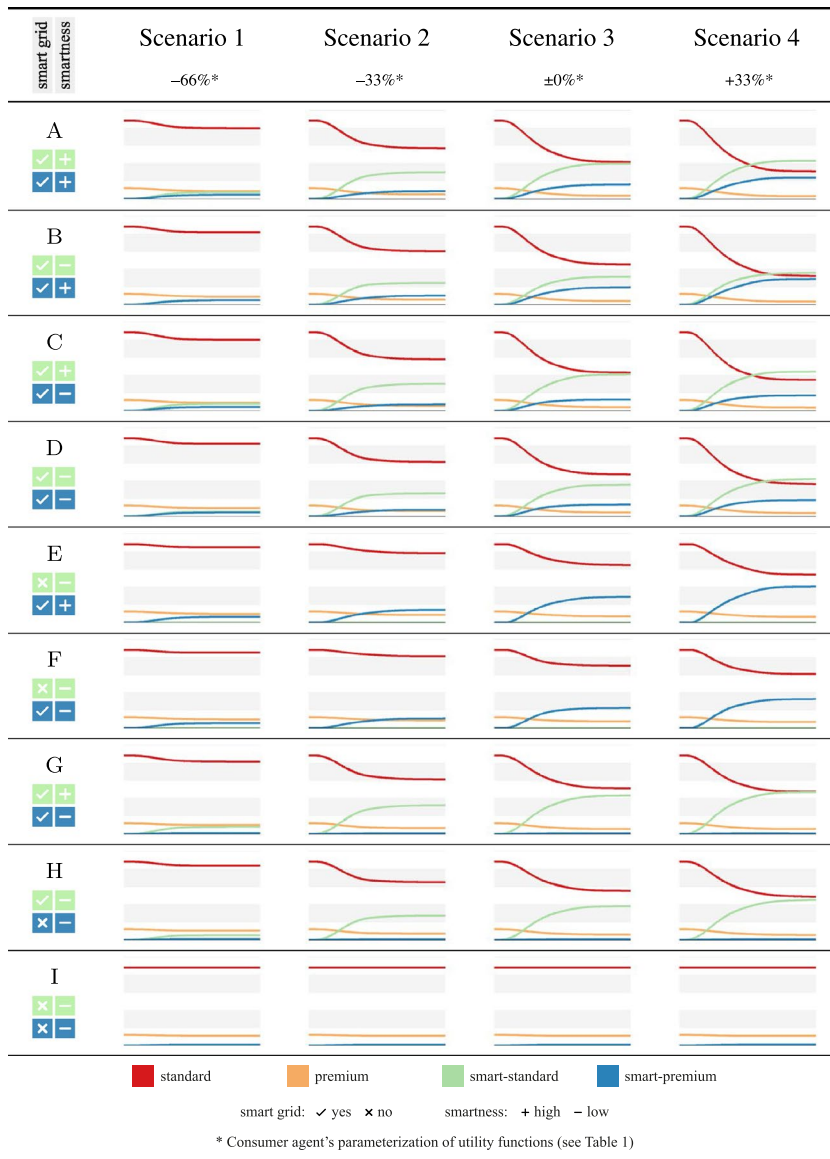 smart grid
smartness
Scenario 1
Scenario 2
Scenario 3
Scenario 4
–66%*
–33%*
±0%*
+33%*
A
B
C
D
E
F
G
H
I
standard
premium
smart-standard
smart-premium
smart grid: ✓ yes × no smartness: + high – low
* Consumer agent’s parameterization of utility functions (see Table 1)